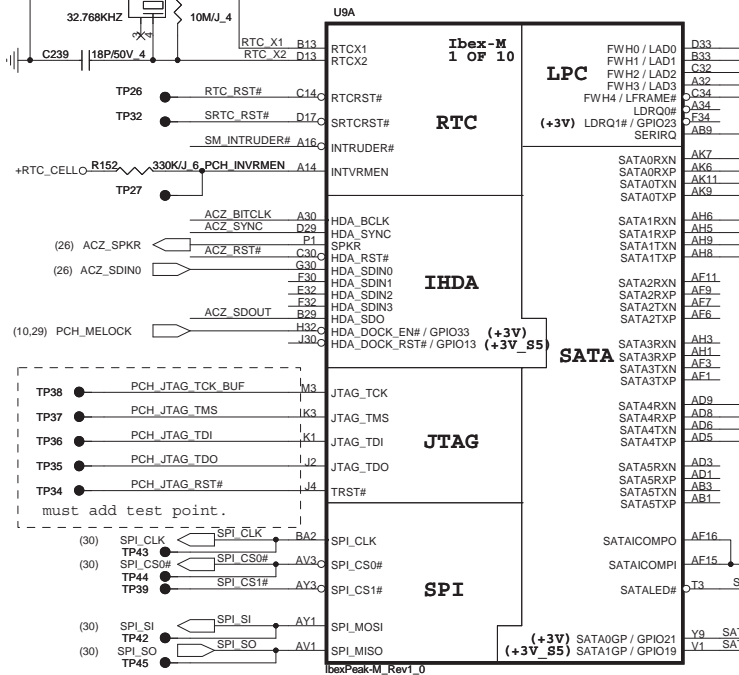 U9A
32.768KHZ
10M/J_4
4
3
C239
18P/50V_4
RTC_X1 B13 RTCX1
RTC_X2 D13 RTCX2
Ibex-M
1 OF 10
LPC
RTC
TP26 RTC_RST# C14 RTCRST#
TP32 SRTC_RST# D17 SRTCRST#
SM_INTRUDER# A16 INTRUDER#
+RTC_CELL R152 330K/J_6 PCH_INVRMEN A14 INTVRMEN
TP27
FWH0 / LAD0 D33
FWH1 / LAD1 B33
FWH2 / LAD2 C32
FWH3 / LAD3 A32
FWH4 / LFRAME# C34
LDRQ0# A34
(+3V) LDRQ1# / GPIO23 F34
SERIRQ AB9
ACZ_BITCLK A30 HDA_BCLK
ACZ_SYNC D29 HDA_SYNC
(26) ACZ_SPKR P1 SPKR
ACZ_RST# C30 HDA_RST#
(26) ACZ_SDIN0 G30 HDA_SDIN0
F30 HDA_SDIN1
E32 HDA_SDIN2
F32 HDA_SDIN3
ACZ_SDOUT B29 HDA_SDO
(10,29) PCH_MELOCK H32 HDA_DOCK_EN# / GPIO33 (+3V)
J30 HDA_DOCK_RST# / GPIO13 (+3V_S5)
IHDA
SATA
SATA0RXN AK7
SATA0RXP AK6
SATA0TXN AK11
SATA0TXP AK9
SATA1RXN AH6
SATA1RXP AH5
SATA1TXN AH9
SATA1TXP AH8
SATA2RXN AF11
SATA2RXP AF9
SATA2TXN AF7
SATA2TXP AF6
SATA3RXN AH3
SATA3RXP AH1
SATA3TXN AF3
SATA3TXP AF1
SATA4RXN AD9
SATA4RXP AD8
SATA4TXN AD6
SATA4TXP AD5
SATA5RXN AD3
SATA5RXP AD1
SATA5TXN AB3
SATA5TXP AB1
TP38 PCH_JTAG_TCK_BUF M3 JTAG_TCK
TP37 PCH_JTAG_TMS K3 JTAG_TMS
TP36 PCH_JTAG_TDI K1 JTAG_TDI
TP35 PCH_JTAG_TDO J2 JTAG_TDO
TP34 PCH_JTAG_RST# J4 TRST#
JTAG
must add test point.
(30) SPI_CLK SPI_CLK BA2 SPI_CLK
TP43
(30) SPI_CS0# SPI_CS0# AV3 SPI_CS0#
TP44
TP39 SPI_CS1# AY3 SPI_CS1#
SPI
(30) SPI_SI SPI_SI AY1 SPI_MOSI
TP42
(30) SPI_SO SPI_SO AV1 SPI_MISO
TP45
SATAICOMPO AF16
SATAICOMPI AF15
SATALED# T3 S
(+3V) SATA0GP / GPIO21 Y9 SAT
(+3V_S5) SATA1GP / GPIO19 V1 SAT
IbexPeak-M_Rev1_0